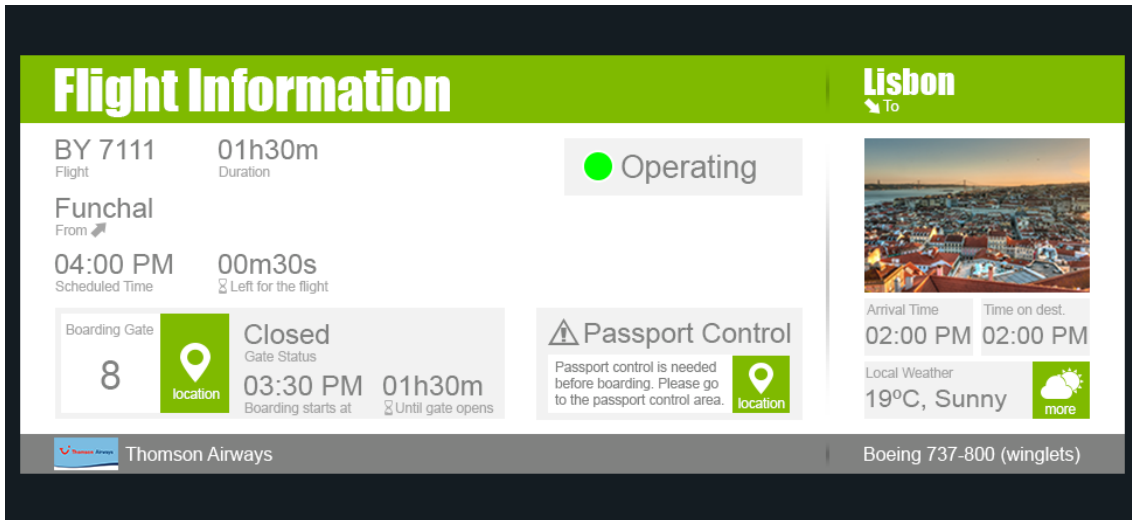 Flight Information
Lisbon
To
BY 7111
Flight
01h30m
Duration
Operating
Funchal
From
04:00 PM
Scheduled Time
00m30s
Left for the flight
Boarding Gate
8
location
Closed
Gate Status
03:30 PM
Boarding starts at
01h30m
Until gate opens
Passport Control
Passport control is needed
before boarding. Please go
to the passport control area.
location
Arrival Time
02:00 PM
Time on dest.
02:00 PM
Local Weather
19ºC, Sunny
more
Thomson Airways
Thomson Airways
Boeing 737-800 (winglets)